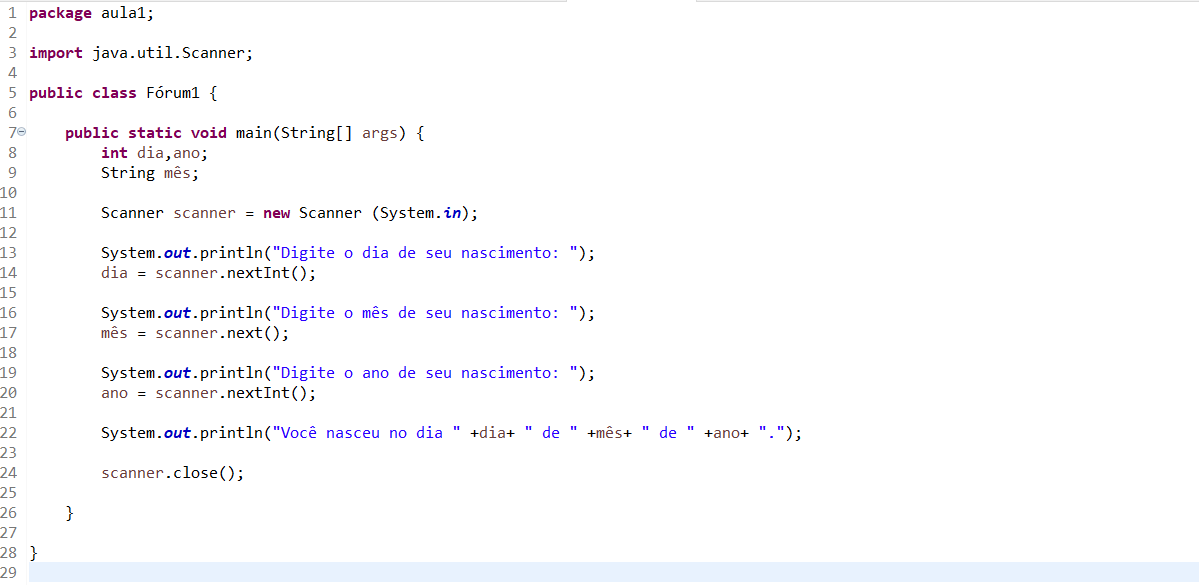 1 package aula1;
2
3 import java.util.Scanner;
4
5 public class Fórum1 {
6
7 public static void main(String[] args) {
8 int dia,ano;
9 String mês;
10
11 Scanner scanner = new Scanner (System.in);
12
13 System.out.println("Digite o dia de seu nascimento: ");
14 dia = scanner.nextInt();
15
16 System.out.println("Digite o mês de seu nascimento: ");
17 mês = scanner.next();
18
19 System.out.println("Digite o ano de seu nascimento: ");
20 ano = scanner.nextInt();
21
22 System.out.println("Você nasceu no dia " +dia+ " de " +mês+ " de " +ano+ ".");
23
24 scanner.close();
25
26 }
27
28 }
29